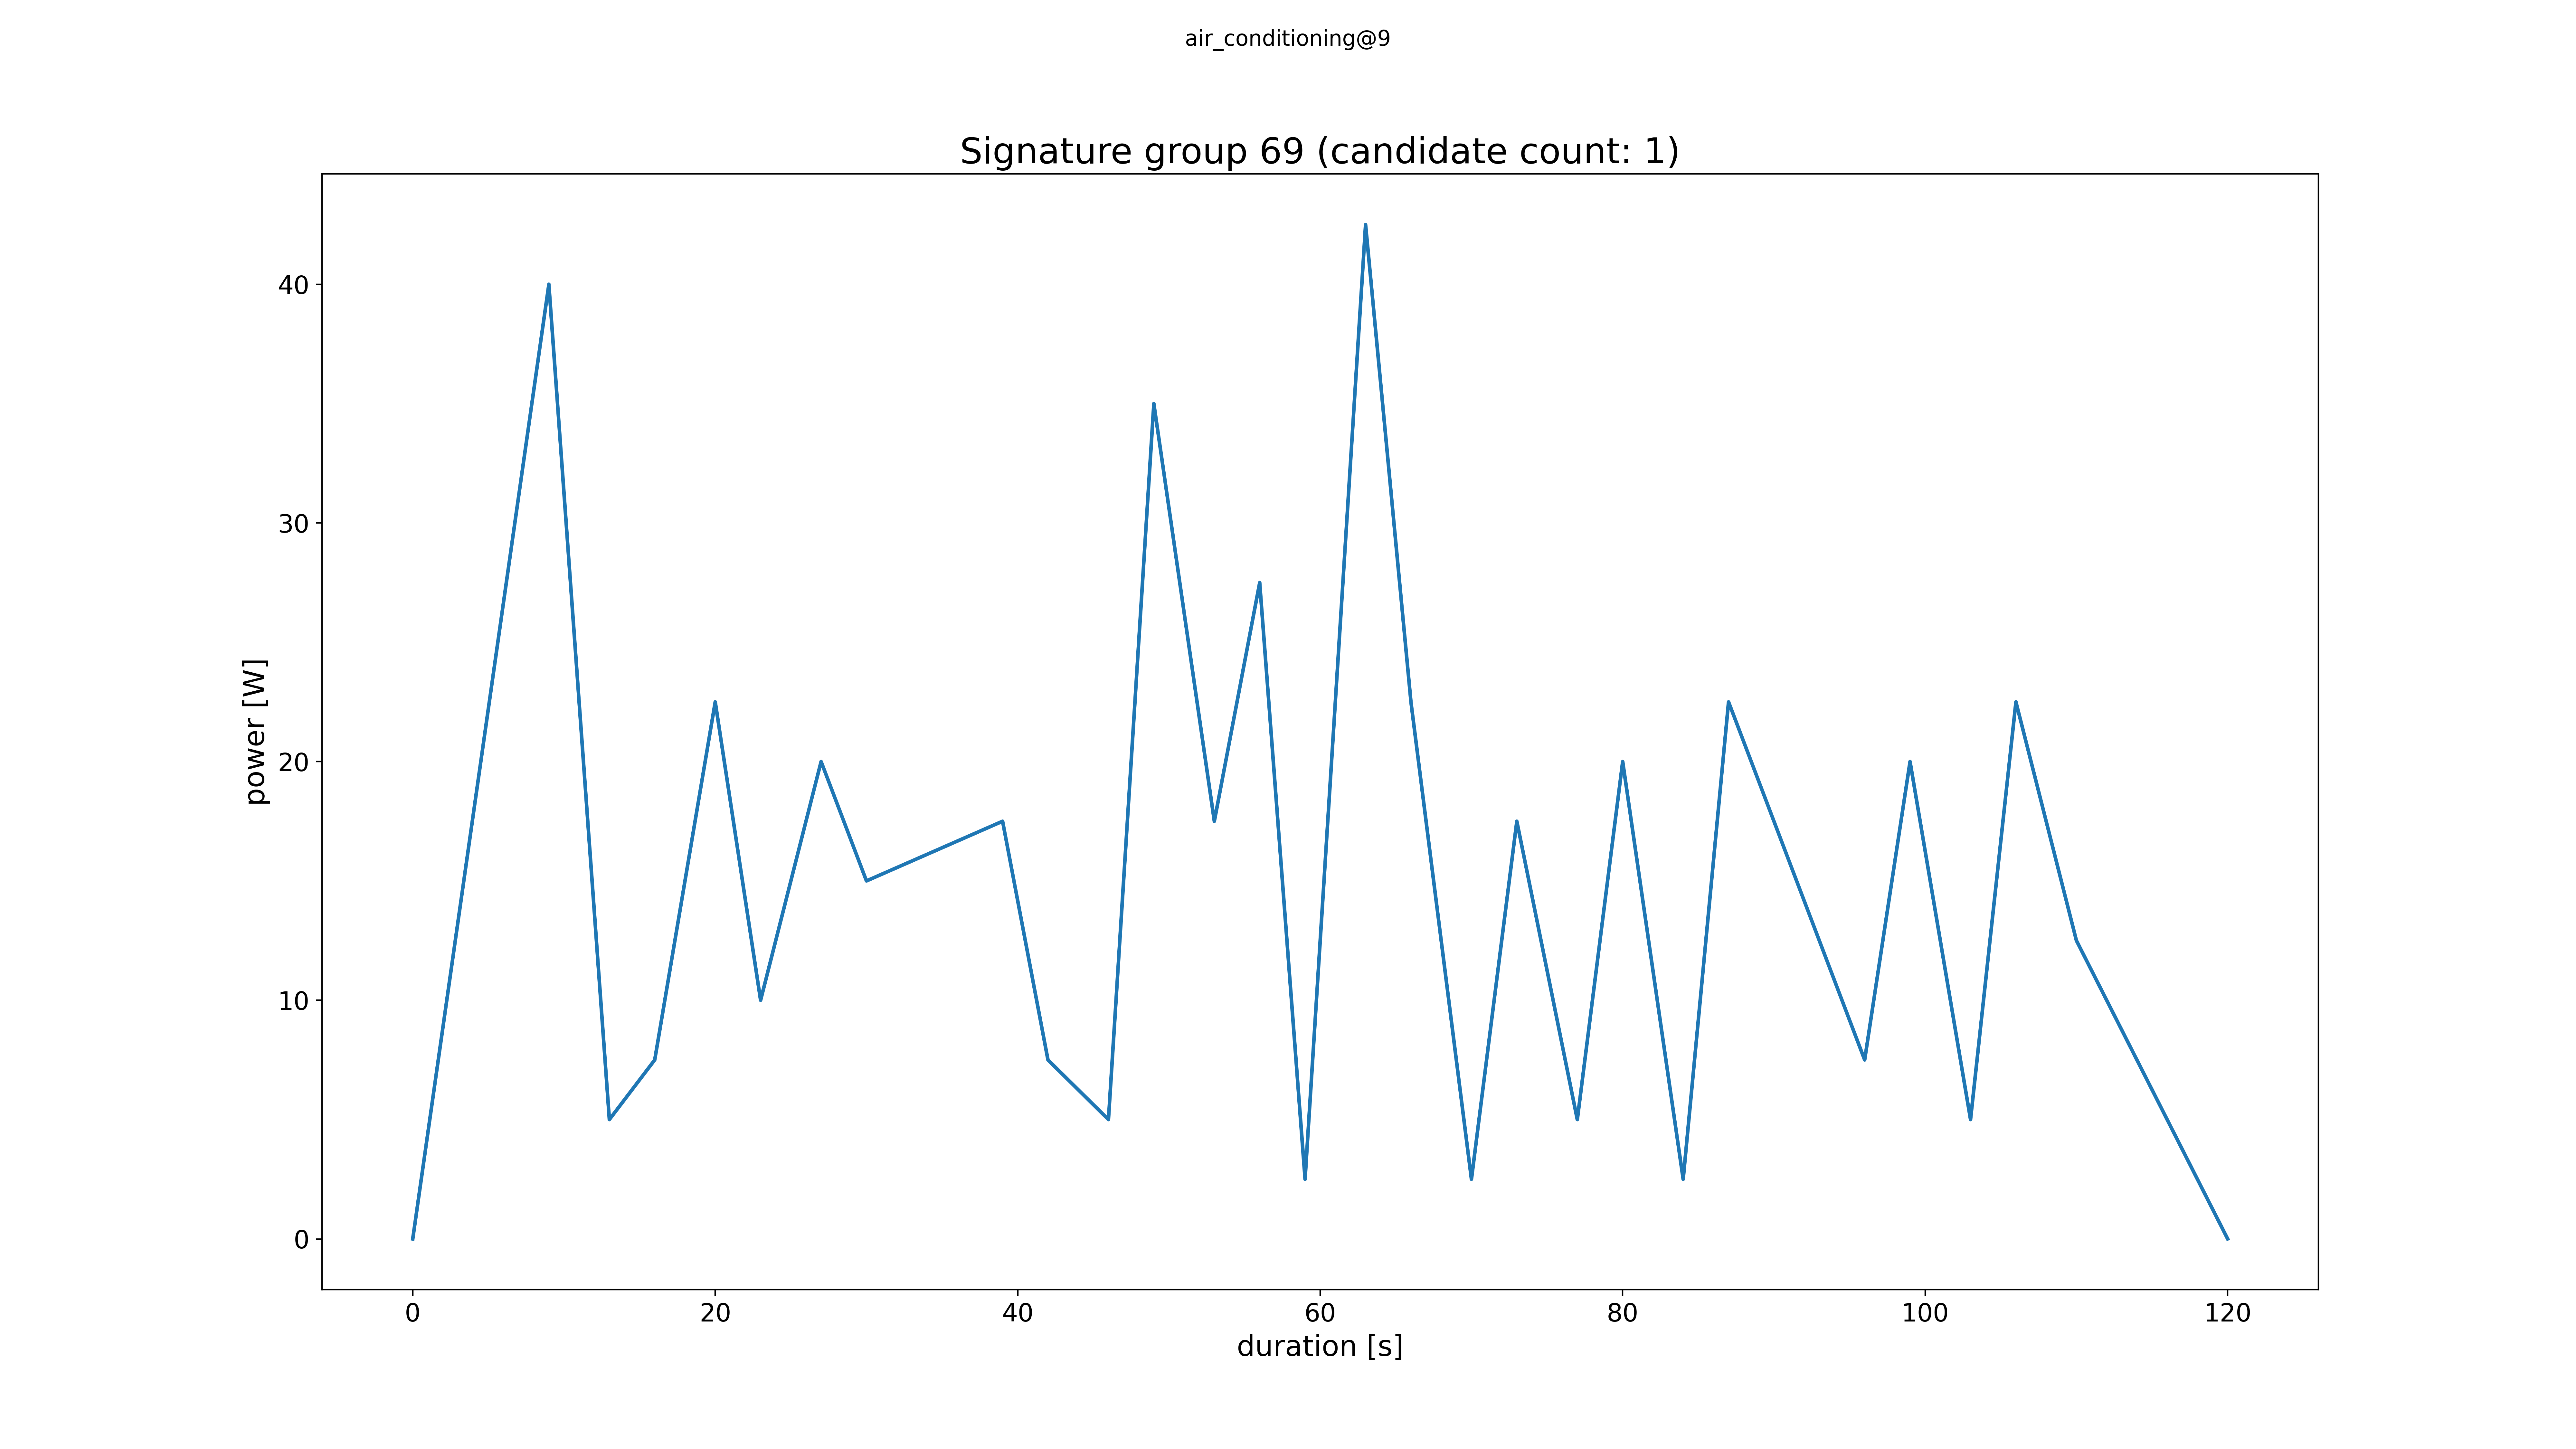 air_conditioning@9
Signature group 69 (candidate count: 1)
power [W]
40
30
20
10
0
0 20 40 60 80 100 120
duration [s]